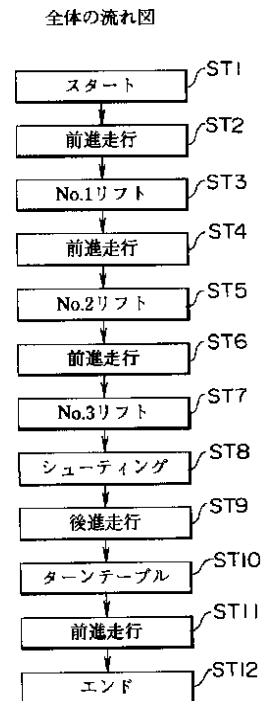 全体の流れ図
スタート ST1
前進走行 ST2
No.1リフト ST3
前進走行 ST4
No.2リフト ST5
前進走行 ST6
No.3リフト ST7
シューティング ST8
後進走行 ST9
ターンテーブル ST10
前進走行 ST11
エンド ST12